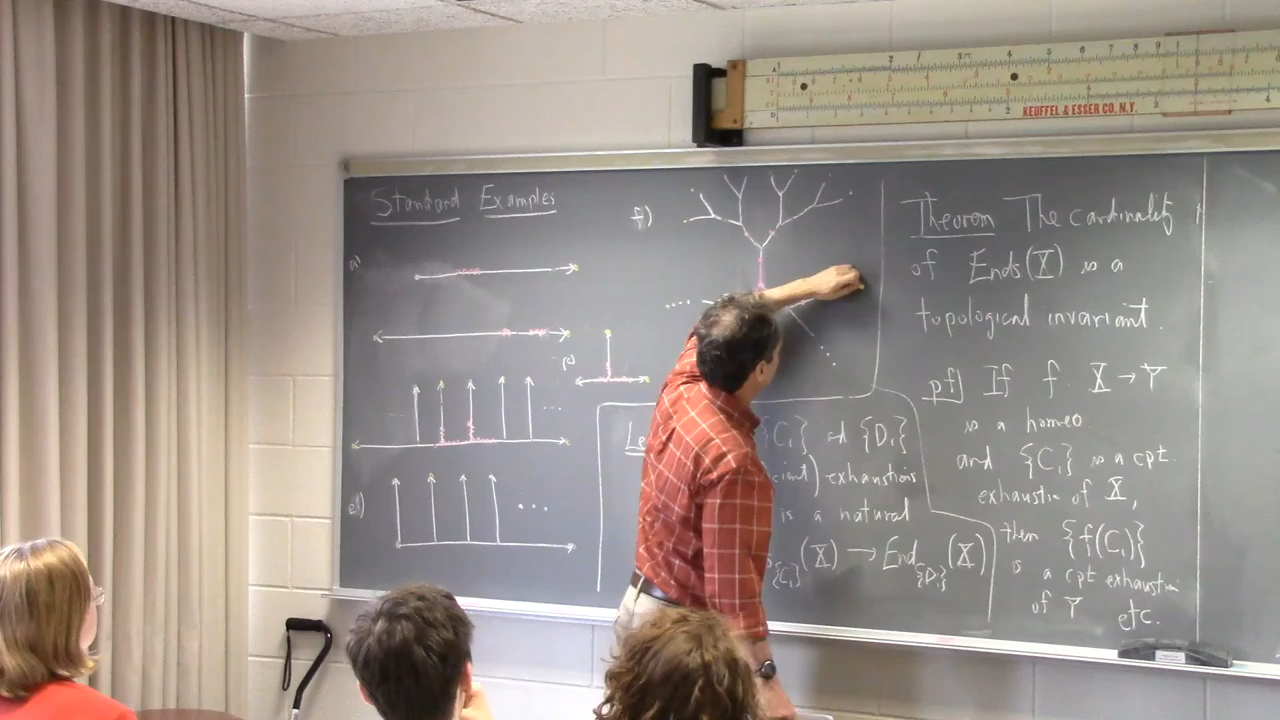 KEUFFEL & ESSER CO. N.Y.
Standard Examples
a)
c)
e)
f)
Theorem The cardinality
of Ends(X) is a
topological invariant.
pf) If f: X → Y
is a homeo
and {Ci} is a cpt.
exhaustion of X,
then {f(Ci)}
is a cpt exhaustion
of Y etc.
{Ci} and {Di}
exhaustions
is a natural
{Ci}(X) → End{Di}(X)